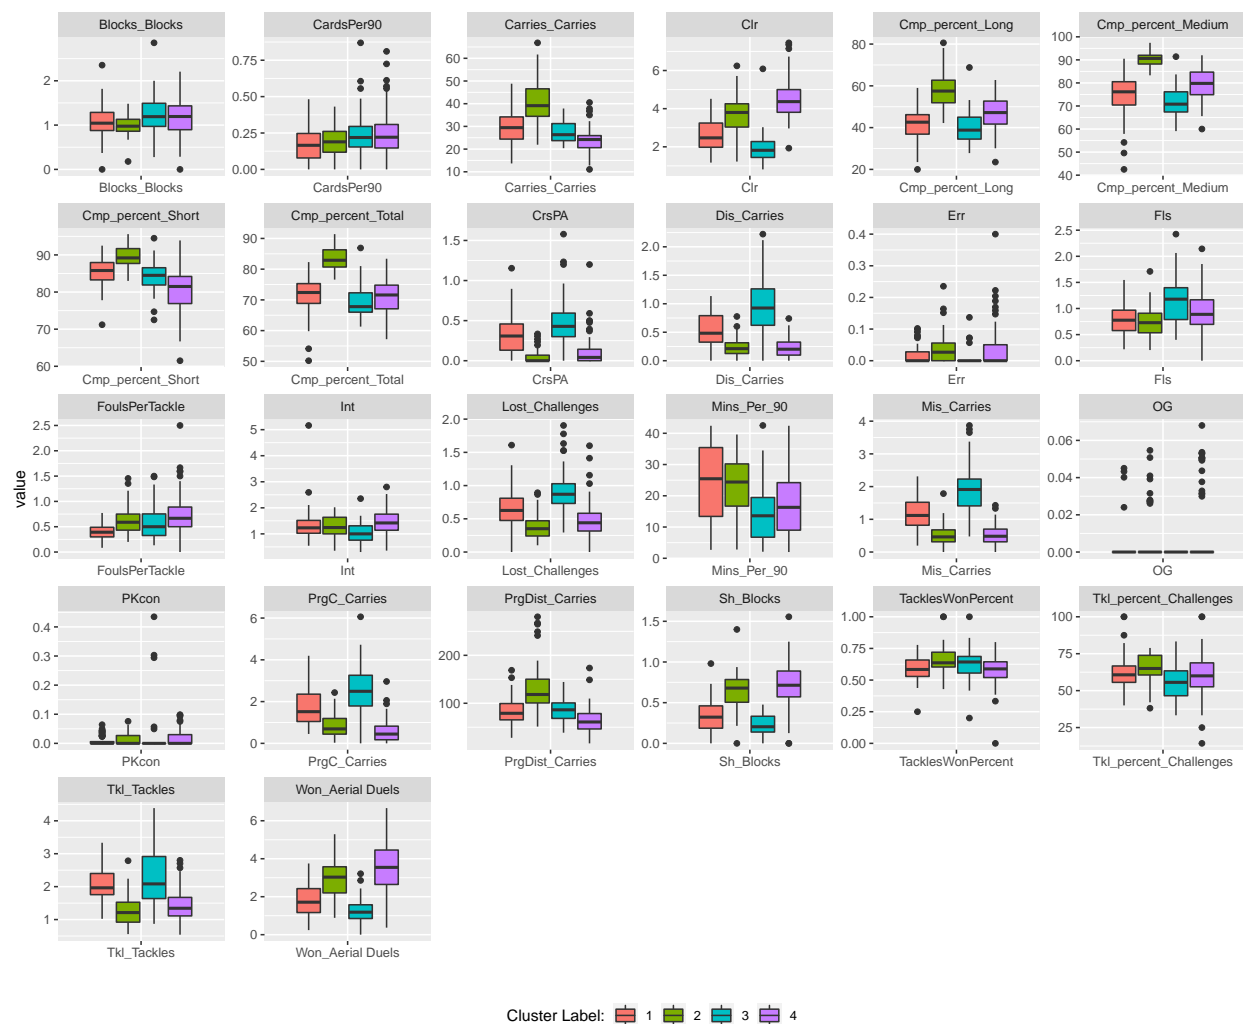 Blocks_Blocks CardsPer90 Carries_Carries Clr Cmp_percent_Long Cmp_percent_Medium
0 1 2
0.00 0.25 0.50 0.75
10 20 30 40 50 60
2 4 6
20 40 60 80
40 50 60 70 80 90 100
Blocks_Blocks CardsPer90 Carries_Carries Clr Cmp_percent_Long Cmp_percent_Medium
Cmp_percent_Short Cmp_percent_Total CrsPA Dis_Carries Err Fls
60 70 80 90
50 60 70 80 90
0.0 0.5 1.0 1.5
0.0 0.5 1.0 1.5 2.0
0.0 0.1 0.2 0.3 0.4
0.0 0.5 1.0 1.5 2.0 2.5
Cmp_percent_Short Cmp_percent_Total CrsPA Dis_Carries Err Fls
value
FoulsPerTackle Int Lost_Challenges Mins_Per_90 Mis_Carries OG
0.0 0.5 1.0 1.5 2.0 2.5
1 2 3 4 5
0.0 0.5 1.0 1.5 2.0
0 10 20 30 40
0 1 2 3 4
0.00 0.02 0.04 0.06
FoulsPerTackle Int Lost_Challenges Mins_Per_90 Mis_Carries OG
PKcon PrgC_Carries PrgDist_Carries Sh_Blocks TacklesWonPercent Tkl_percent_Challenges
0.0 0.1 0.2 0.3 0.4
0 2 4 6
100 200
0.0 0.5 1.0 1.5
0.00 0.25 0.50 0.75 1.00
25 50 75 100
PKcon PrgC_Carries PrgDist_Carries Sh_Blocks TacklesWonPercent Tkl_percent_Challenges
Tkl_Tackles Won_Aerial Duels
1 2 3 4
0 2 4 6
Tkl_Tackles Won_Aerial Duels
Cluster Label: 1 2 3 4